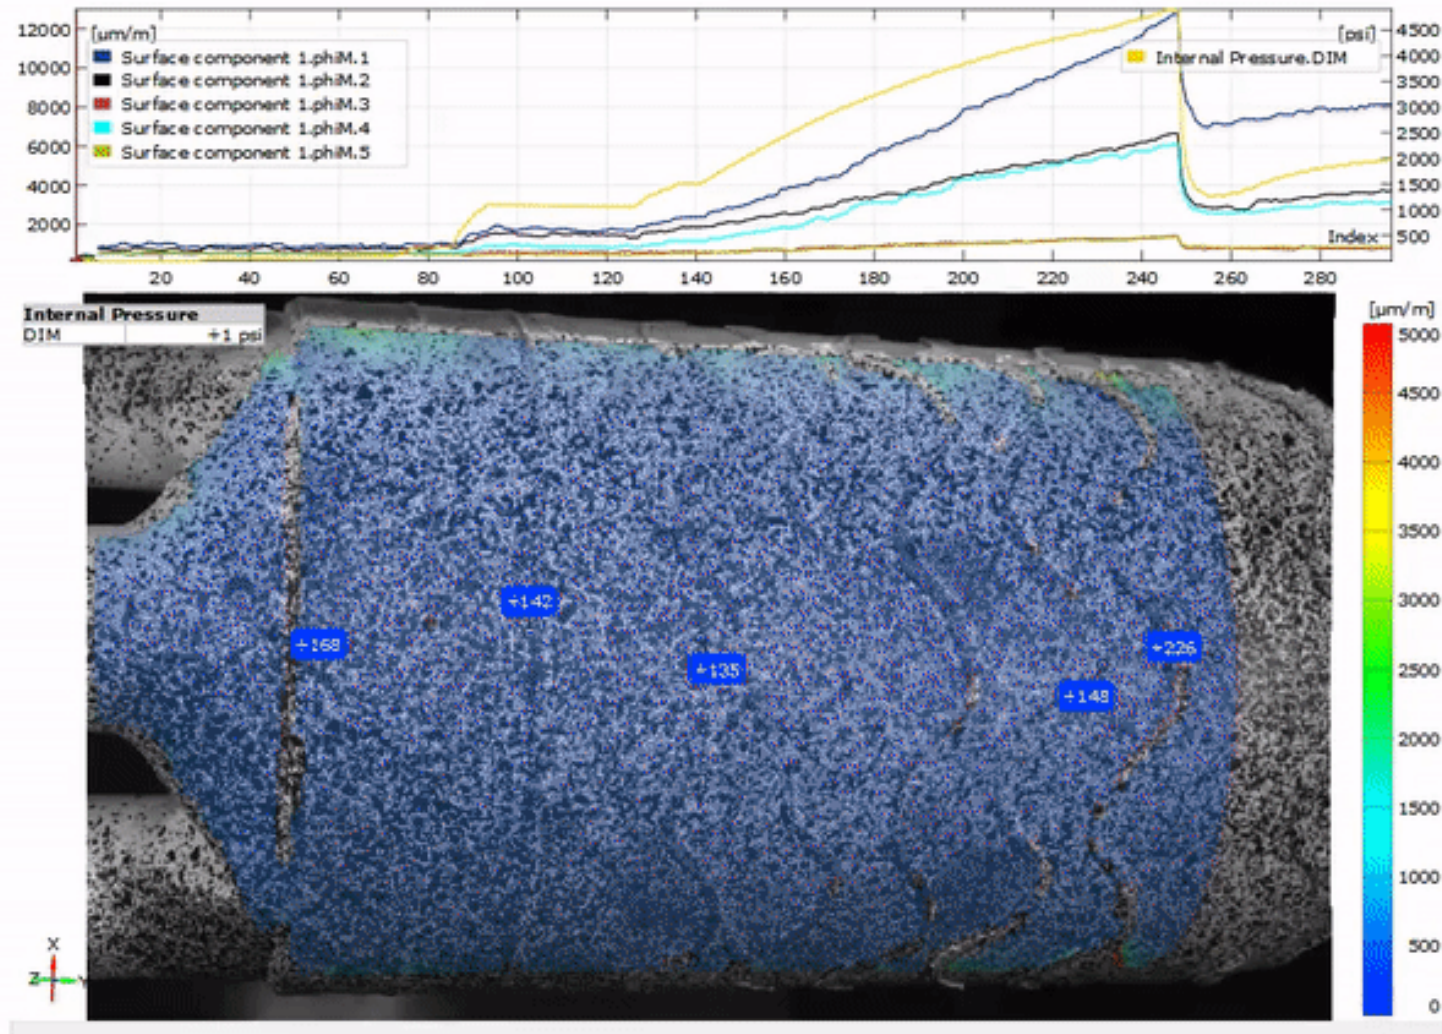 [µm/m]
[psi]
Surface component 1.phiM.1
Surface component 1.phiM.2
Surface component 1.phiM.3
Surface component 1.phiM.4
Surface component 1.phiM.5
Internal Pressure.DIM
12000
10000
8000
6000
4000
2000
4500
4000
3500
3000
2500
2000
1500
1000
500
Index
20 40 60 80 100 120 140 160 180 200 220 240 260 280
Internal Pressure
DIM +1 psi
[µm/m]
5000
4500
4000
3500
3000
2500
2000
1500
1000
500
0
+142
+168
+135
+226
+148
X
Z
Y